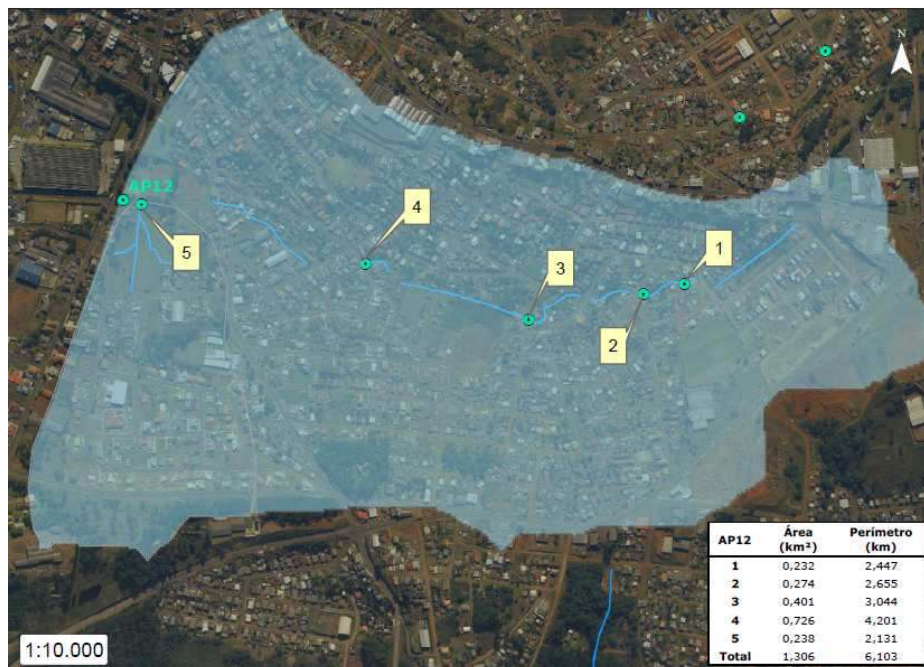 N
AP12
4
5
1
3
2
AP12 Área (km²) Perímetro (km)
1 0,232 2,447
2 0,274 2,655
3 0,401 3,044
4 0,726 4,201
5 0,238 2,131
Total 1,306 6,103
1:10.000